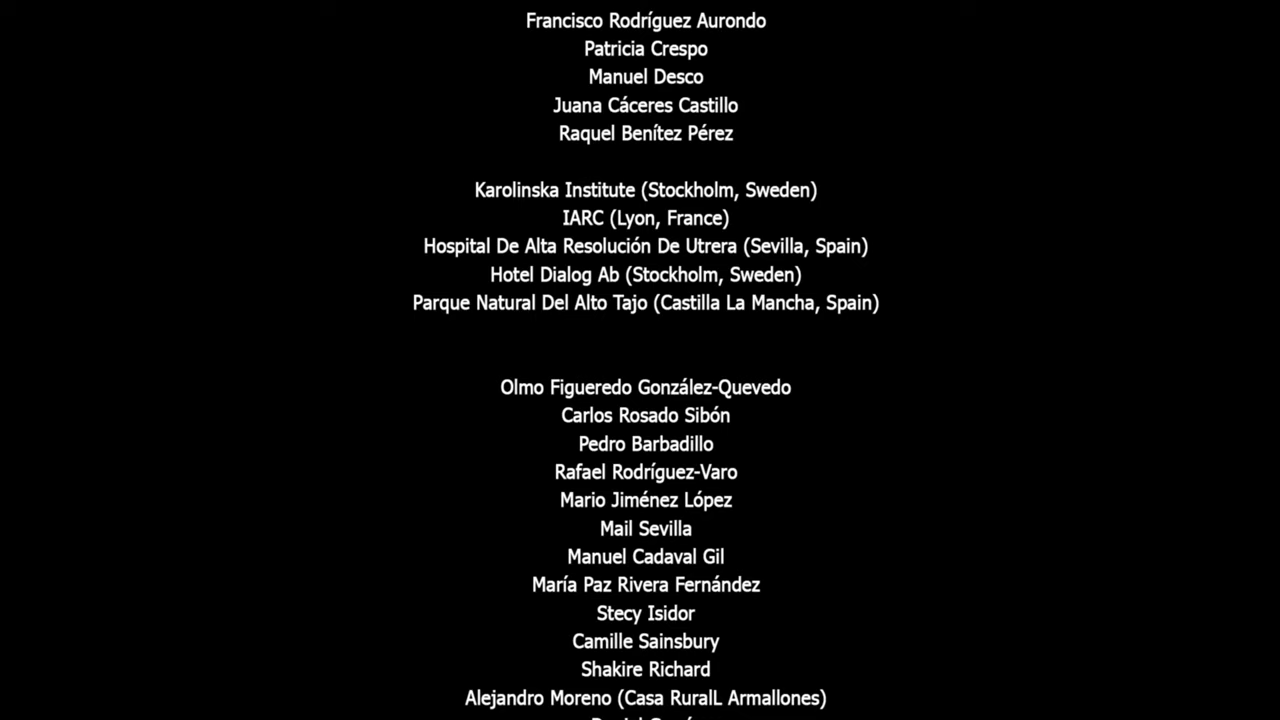 Francisco Rodríguez Aurondo
Patricia Crespo
Manuel Desco
Juana Cáceres Castillo
Raquel Benítez Pérez
Karolinska Institute (Stockholm, Sweden)
IARC (Lyon, France)
Hospital De Alta Resolución De Utrera (Sevilla, Spain)
Hotel Dialog Ab (Stockholm, Sweden)
Parque Natural Del Alto Tajo (Castilla La Mancha, Spain)
Olmo Figueredo González-Quevedo
Carlos Rosado Sibón
Pedro Barbadillo
Rafael Rodríguez-Varo
Mario Jiménez López
Mail Sevilla
Manuel Cadaval Gil
María Paz Rivera Fernández
Stecy Isidor
Camille Sainsbury
Shakire Richard
Alejandro Moreno (Casa RuralL Armallones)